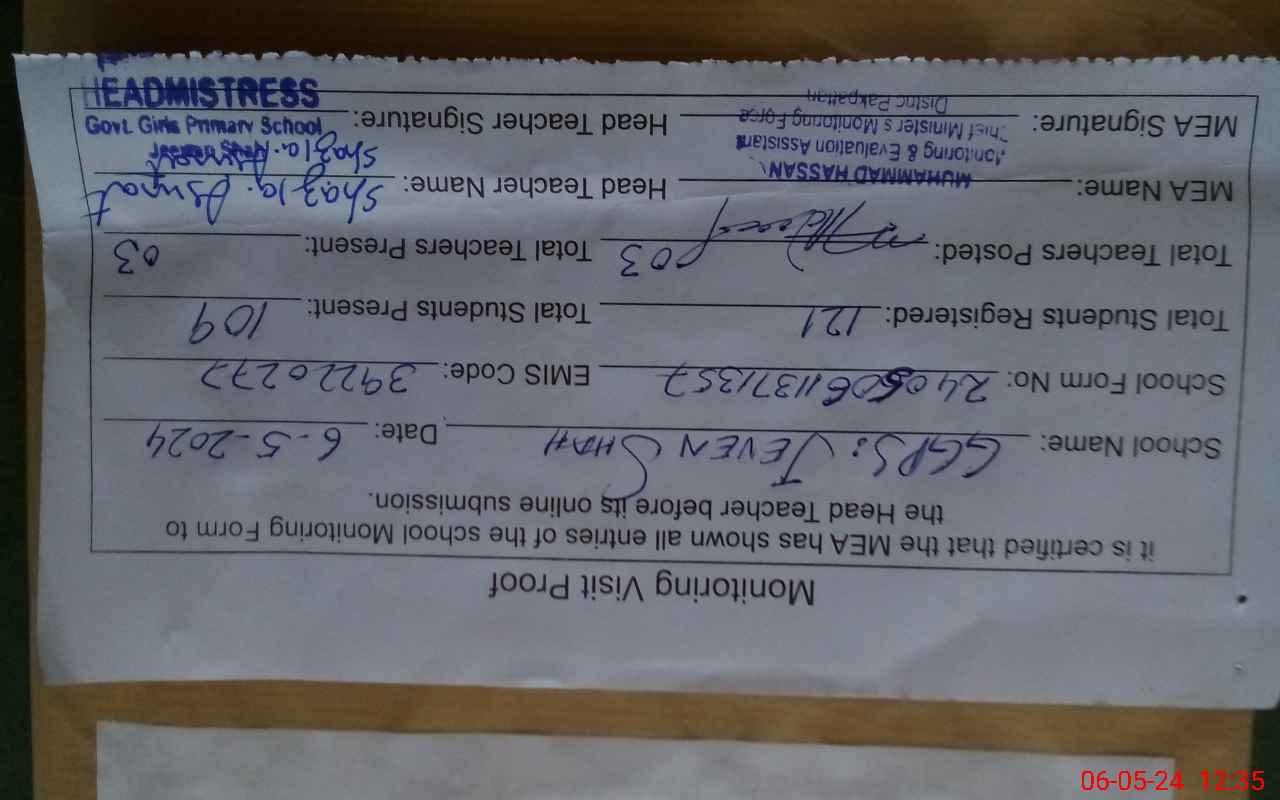 Monitoring Visit Proof
it is certified that the MEA has shown all entries of the school Monitoring Form to
the Head Teacher before its online submission.
School Name: GGPS: JEVEN SHAH Date: 6-5-2024
School Form No: EMIS Code: 39220277
Total Students Registered: 121 Total Students Present: 109
Total Teachers Posted: 03 Total Teachers Present: 03
MEA Name: MUHAMMAD HASSAN Head Teacher Name: Shazia
Monitoring & Evaluation Assistant
Chief Minister's Monitoring Force
District Pakpattan
MEA Signature: Head Teacher Signature: Shazia
HEADMISTRESS
Govt. Girls Primary School
06-05-24 12:35